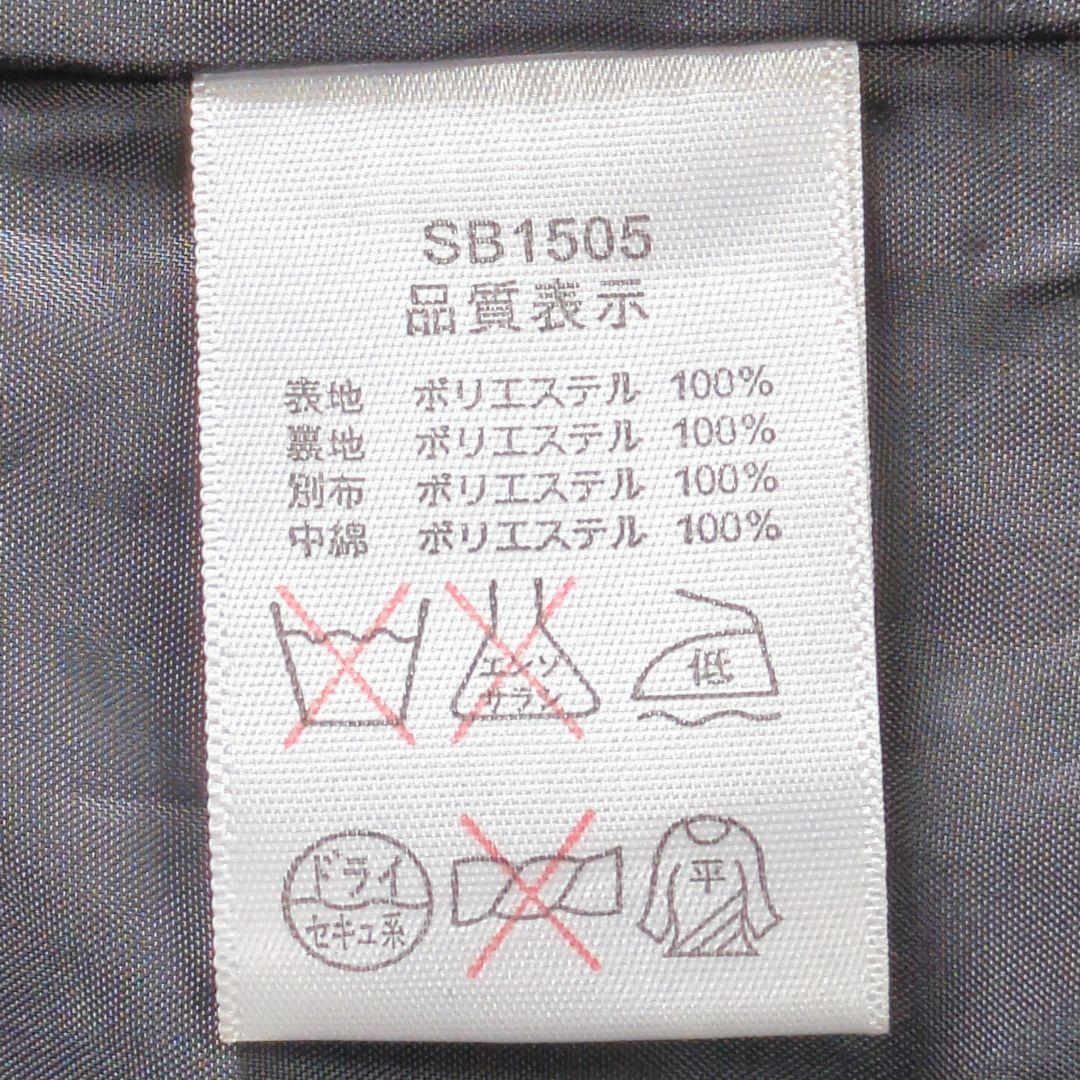 SB1505
品質表示
表地 ポリエステル 100%
裏地 ポリエステル 100%
別布 ポリエステル 100%
中綿 ポリエステル 100%
エンソ
サラシ
低
ドライ
セキユ系
平